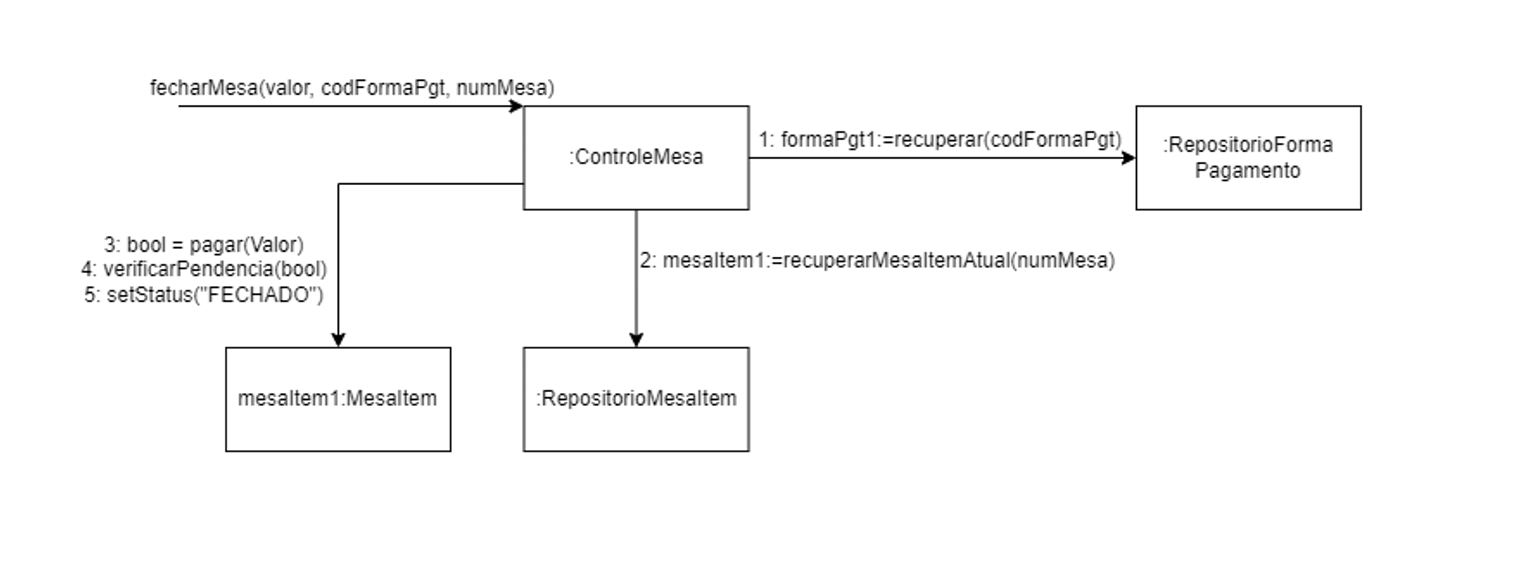 fecharMesa(valor, codFormaPgt, numMesa)
:ControleMesa
1: formaPgt1:=recuperar(codFormaPgt)
:RepositorioForma
Pagamento
3: bool = pagar(Valor)
4: verificarPendencia(bool)
5: setStatus("FECHADO")
2: mesaItem1:=recuperarMesaItemAtual(numMesa)
mesaItem1:MesaItem
:RepositorioMesaItem